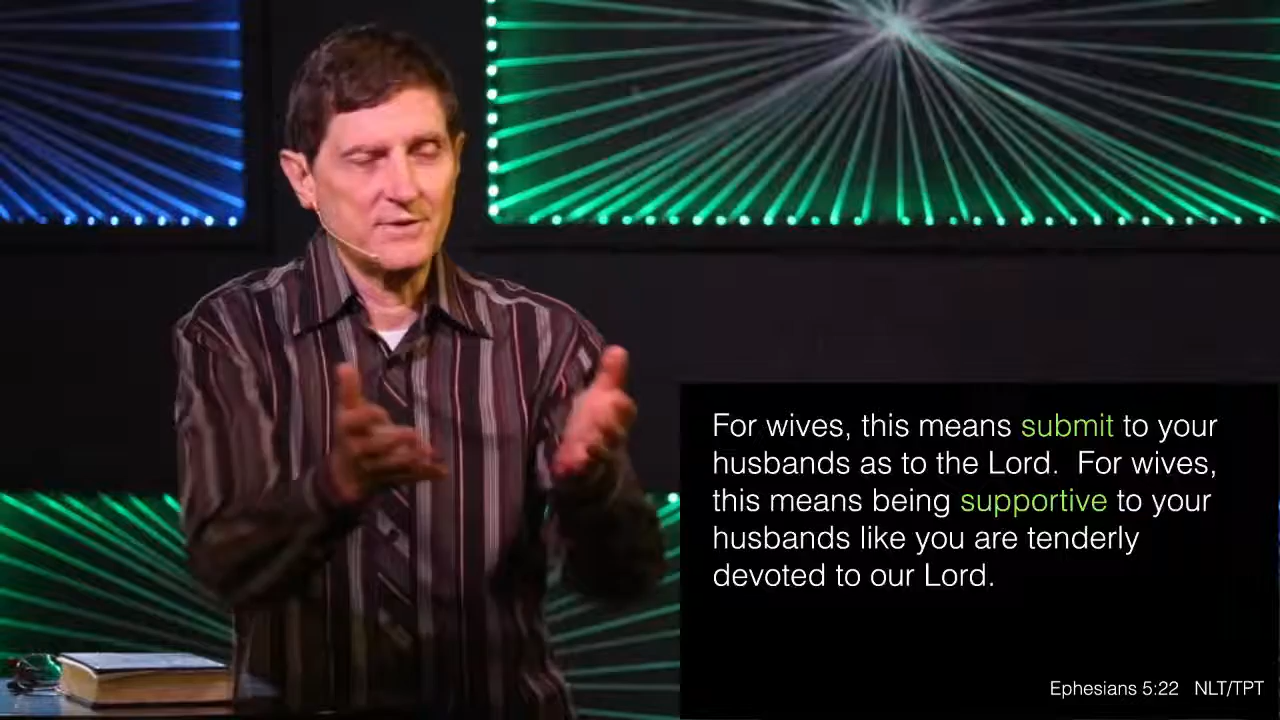 For wives, this means submit to your
husbands as to the Lord.  For wives,
this means being supportive to your
husbands like you are tenderly
devoted to our Lord.
Ephesians 5:22   NLT/TPT